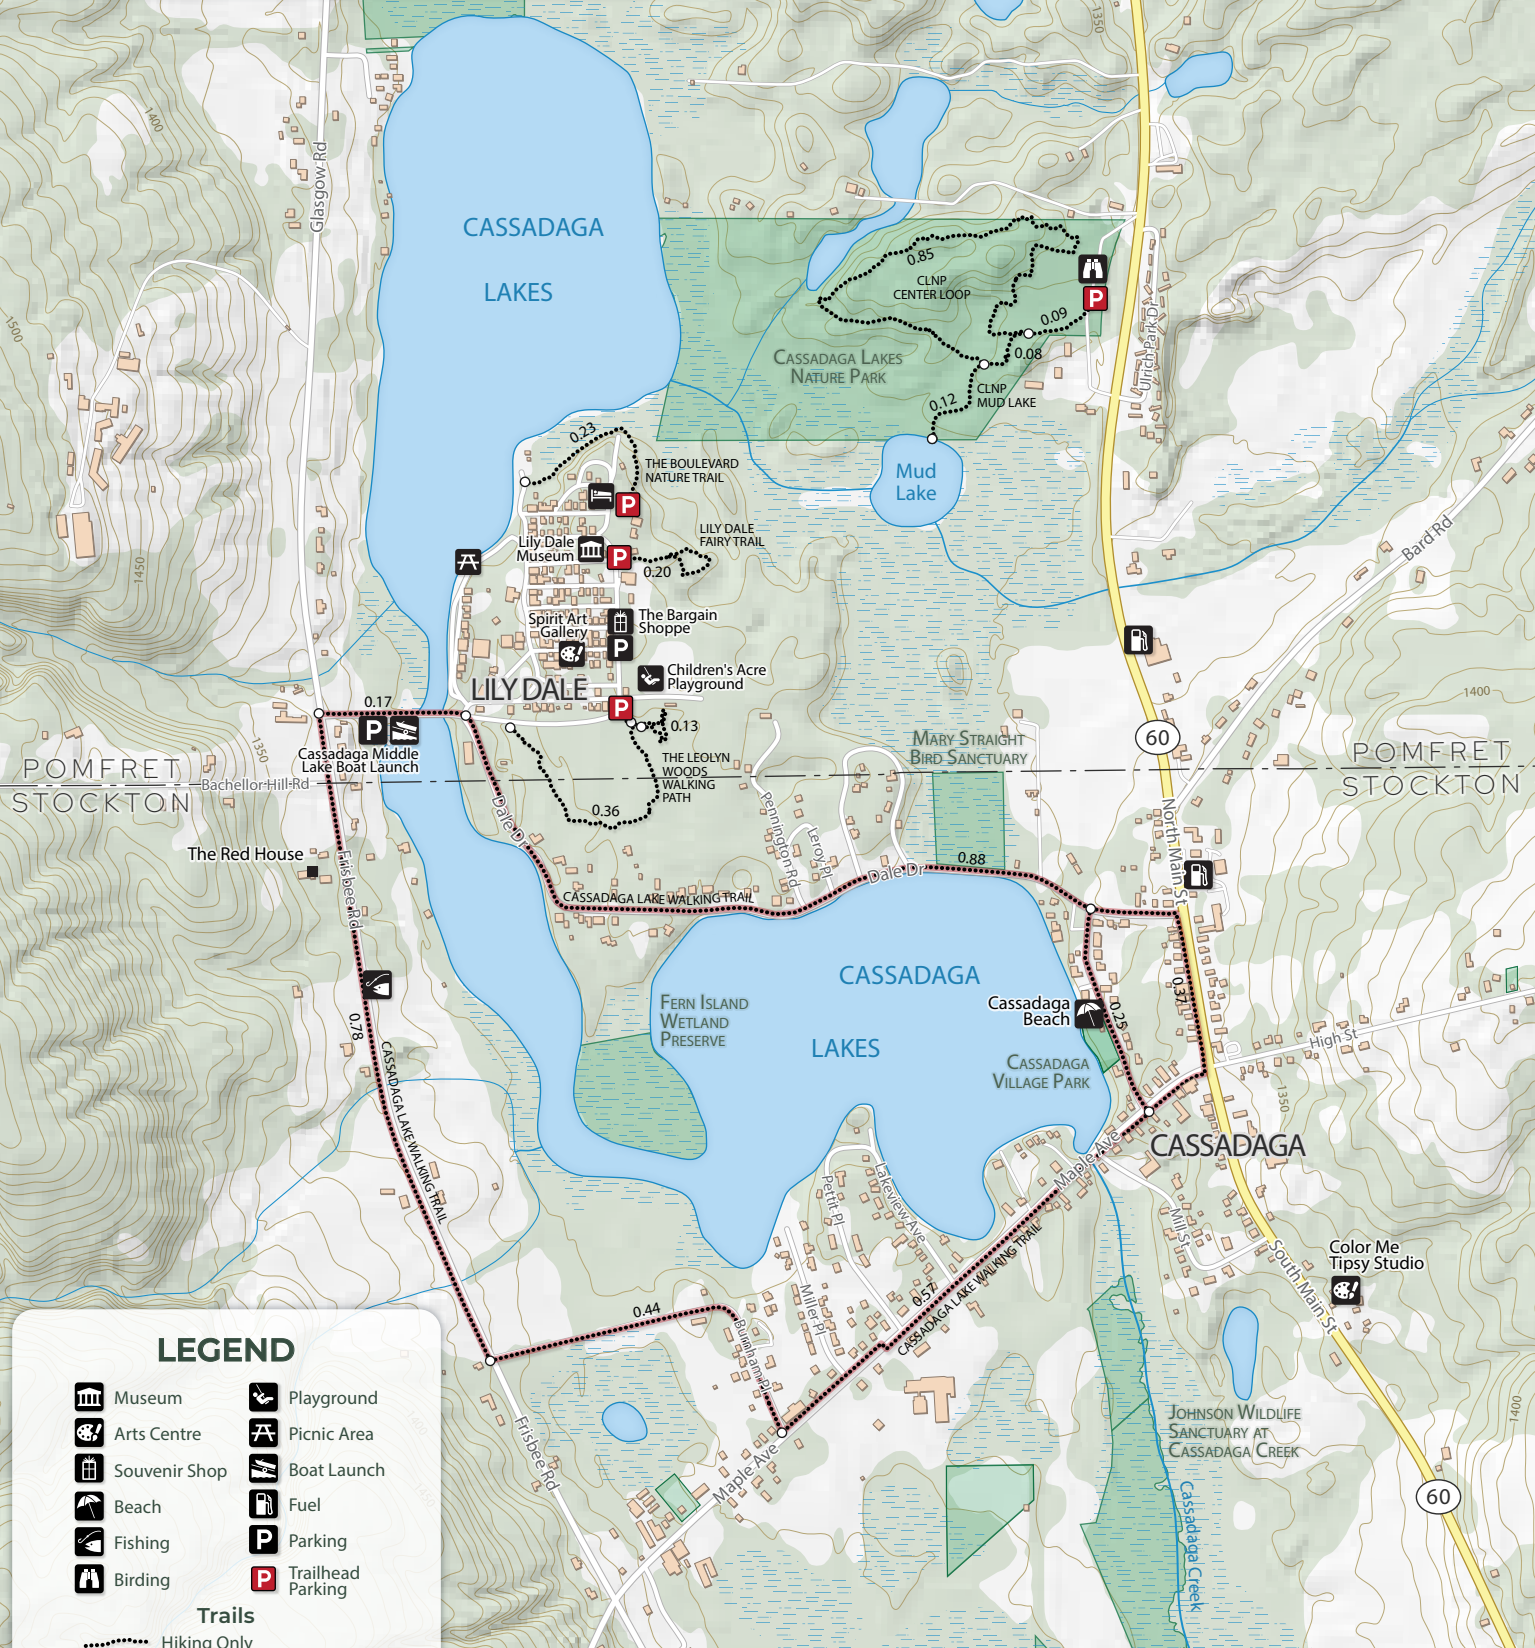 1350
1400
Glasgow Rd
CASSADAGA
LAKES
0.85
CLNP
CENTER LOOP
P
0.09
0.08
Ulrich Park Dr
1500
CASSADAGA LAKES
NATURE PARK
CLNP
MUD LAKE
0.12
0.23
THE BOULEVARD
NATURE TRAIL
Mud
Lake
P
LILY DALE
FAIRY TRAIL
Lily Dale
Museum
P
0.20
Bard Rd
1450
Spirit Art
Gallery
The Bargain
Shoppe
P
Children's Acre
Playground
LILY DALE
1400
0.17
P
P
0.13
Cassadaga Middle
Lake Boat Launch
1350
MARY STRAIGHT
BIRD SANCTUARY
60
POMFRET
STOCKTON
Bachellor Hill Rd
THE LEOLYN
WOODS
WALKING
PATH
POMFRET
STOCKTON
0.36
Dale Dr
Pennington Rd
Leroy Pl
North Main St
The Red House
Frisbee Rd
CASSADAGA LAKE WALKING TRAIL
Dale Dr
0.88
CASSADAGA
LAKES
FERN ISLAND
WETLAND
PRESERVE
Cassadaga
Beach
0.25
0.37
0.78
CASSADAGA LAKE WALKING TRAIL
High St
CASSADAGA
VILLAGE PARK
1350
CASSADAGA
Maple Ave
Pettit Pl
Lakeview Ave
Mill St
South Main St
Color Me
Tipsy Studio
0.57
CASSADAGA LAKE WALKING TRAIL
Miller Pl
0.44
Burnham Pl
Frisbee Rd
Maple Ave
JOHNSON WILDLIFE
SANCTUARY AT
CASSADAGA CREEK
1400
60
Cassadaga Creek
LEGEND
Museum
Arts Centre
Souvenir Shop
Beach
Fishing
Birding
Playground
Picnic Area
Boat Launch
Fuel
P Parking
P Trailhead
Parking
Trails
Hiking Only